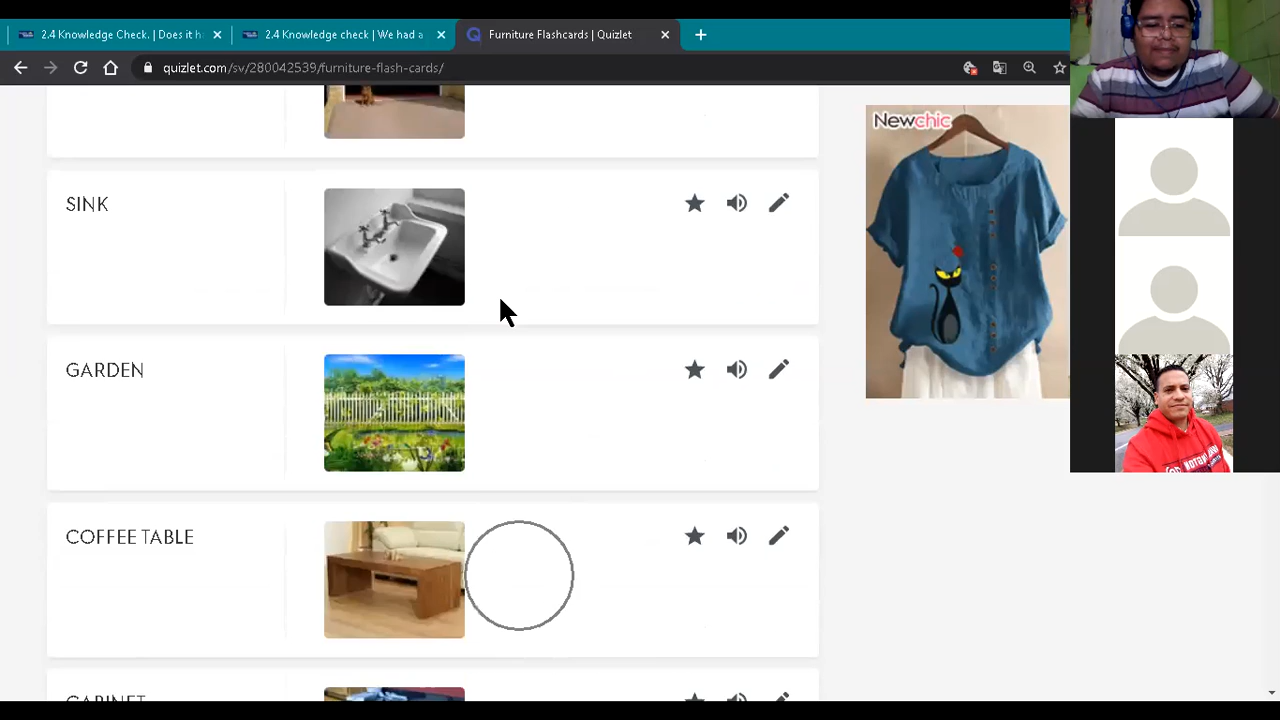 2.4 Knowledge Check. | Does it h
2.4 Knowledge check | We had a
Furniture Flashcards | Quizlet
quizlet.com/sv/280042539/furniture-flash-cards/
Newchic
SINK
GARDEN
COFFEE TABLE
CABINET